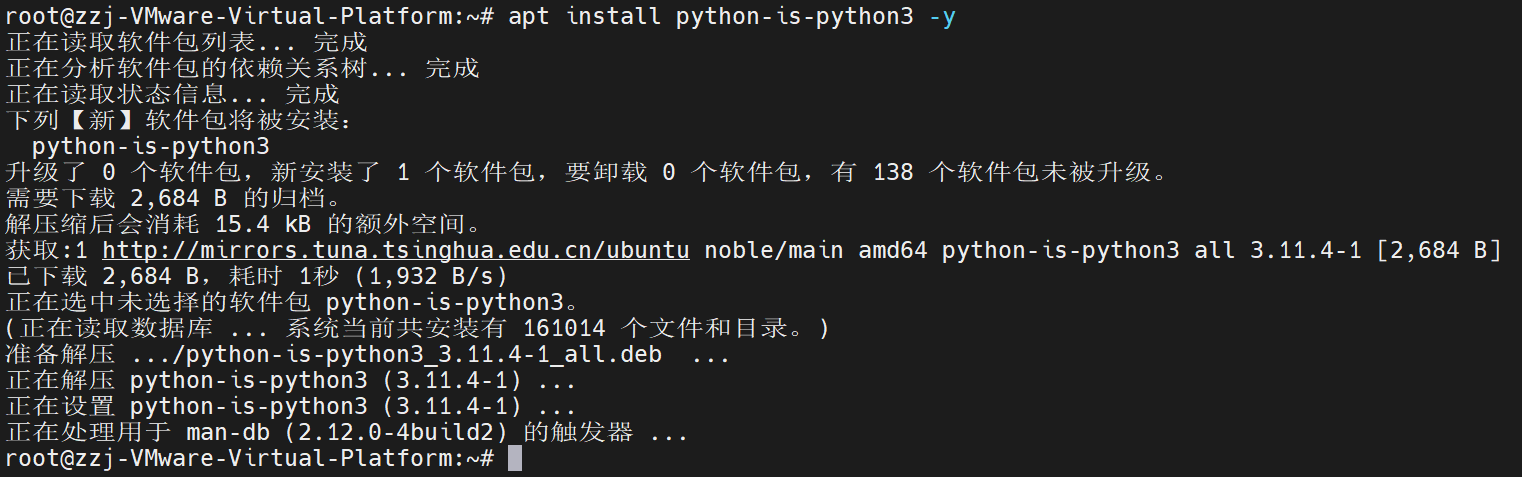 root@zzj-VMware-Virtual-Platform:~# apt install python-is-python3 -y
正在读取软件包列表... 完成
正在分析软件包的依赖关系树... 完成
正在读取状态信息... 完成
下列【新】软件包将被安装：
  python-is-python3
升级了 0 个软件包，新安装了 1 个软件包，要卸载 0 个软件包，有 138 个软件包未被升级。
需要下载 2,684 B 的归档。
解压缩后会消耗 15.4 kB 的额外空间。
获取:1 http://mirrors.tuna.tsinghua.edu.cn/ubuntu noble/main amd64 python-is-python3 all 3.11.4-1 [2,684 B]
已下载 2,684 B，耗时 1秒 (1,932 B/s)
正在选中未选择的软件包 python-is-python3。
(正在读取数据库 ... 系统当前共安装有 161014 个文件和目录。)
准备解压 .../python-is-python3_3.11.4-1_all.deb  ...
正在解压 python-is-python3 (3.11.4-1) ...
正在设置 python-is-python3 (3.11.4-1) ...
正在处理用于 man-db (2.12.0-4build2) 的触发器 ...
root@zzj-VMware-Virtual-Platform:~#